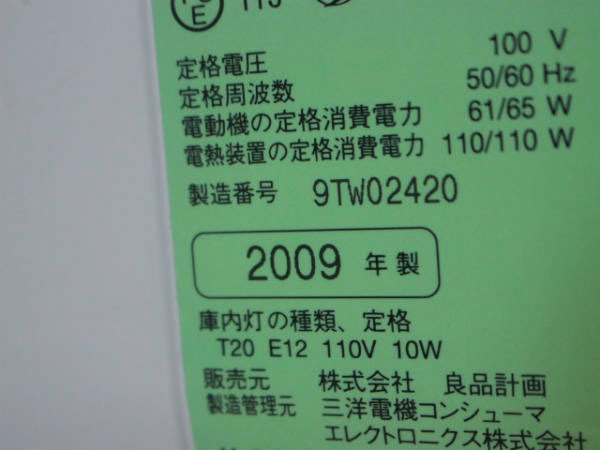 定格電圧 100 V
定格周波数 50/60 Hz
電動機の定格消費電力 61/65 W
電熱装置の定格消費電力 110/110 W
製造番号 9TW02420
2009 年製
庫内灯の種類、定格
T20 E12 110V 10W
販売元 株式会社 良品計画
製造管理元 三洋電機コンシューマ
エレクトロニクス株式会社